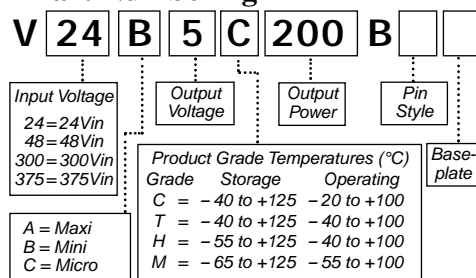 V 24 B 5 C 200 B
Input Voltage
24=24Vin
48=48Vin
300=300Vin
375=375Vin
Output
Voltage
Output
Power
Pin
Style
Base-
plate
Product Grade Temperatures (°C)
Grade Storage Operating
C = – 40 to +125 – 20 to +100
T = – 40 to +125 – 40 to +100
H = – 55 to +125 – 40 to +100
M = – 65 to +125 – 55 to +100
A = Maxi
B = Mini
C = Micro